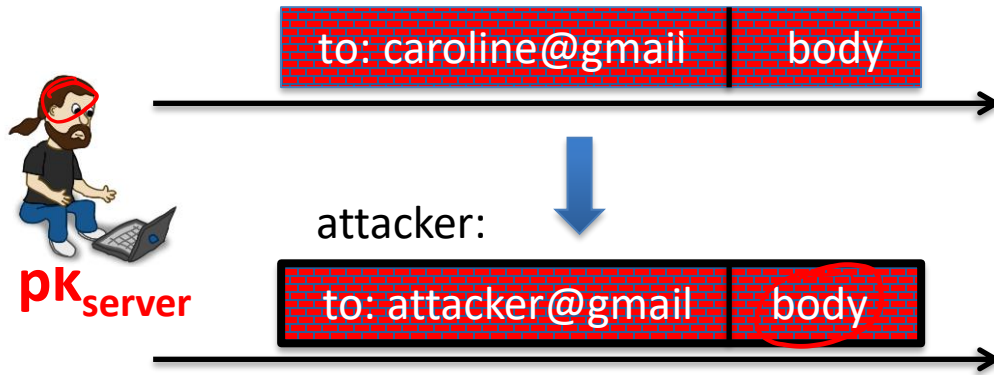 to: caroline@gmail body
attacker:
pkserver
to: attacker@gmail body